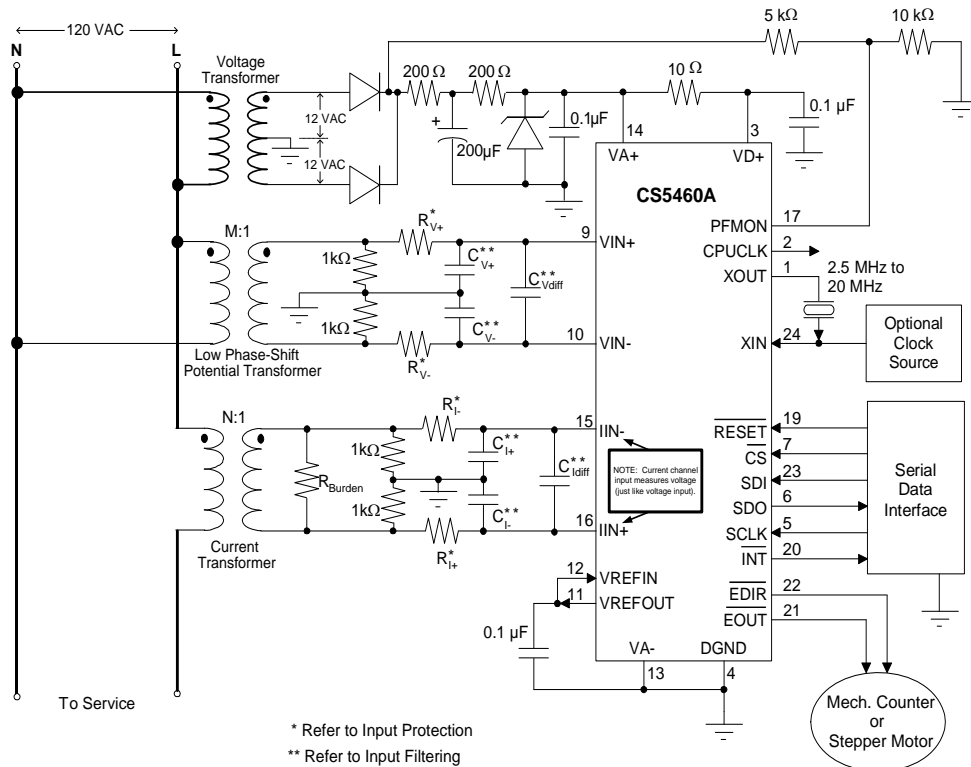 120 VAC
N
L
Voltage
Transformer
12 VAC
12 VAC
200 Ω
200 Ω
+
200µF
0.1µF
10 Ω
5 kΩ
10 kΩ
0.1 µF
14
3
VA+
VD+
CS5460A
PFMON
17
CPUCLK
2
XOUT
1
2.5 MHz to
20 MHz
XIN
24
Optional
Clock
Source
M:1
1kΩ
1kΩ
R*V+
C**V+
C**Vdiff
C**V-
R*V-
9
VIN+
10
VIN-
Low Phase-Shift
Potential Transformer
N:1
RBurden
1kΩ
1kΩ
R*I-
C**I+
C**Idiff
C**I-
R*I+
15
IIN-
NOTE: Current channel
input measures voltage
(just like voltage input).
16
IIN+
Current
Transformer
RESET
19
CS
7
SDI
23
SDO
6
SCLK
5
INT
20
Serial
Data
Interface
12
VREFIN
11
VREFOUT
0.1 µF
EDIR
22
EOUT
21
VA-
DGND
13
4
Mech. Counter
or
Stepper Motor
To Service
* Refer to Input Protection
** Refer to Input Filtering